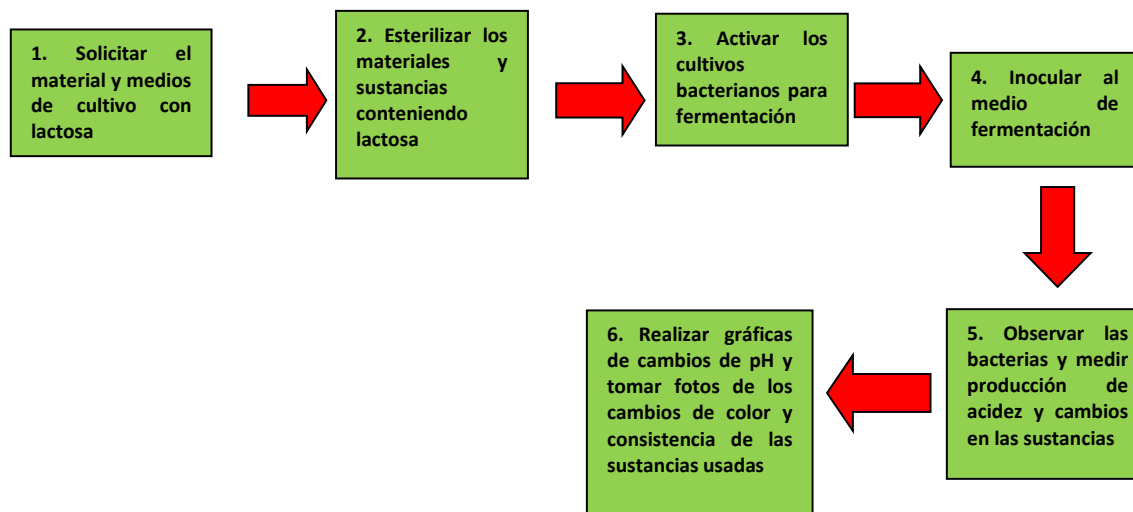 1. Solicitar el
material y medios
de cultivo con
lactosa
2. Esterilizar los
materiales y
sustancias
conteniendo
lactosa
3. Activar los
cultivos
bacterianos para
fermentación
4. Inocular al
medio de
fermentación
5. Observar las
bacterias y medir
producción de
acidez y cambios
en las sustancias
6. Realizar gráficas
de cambios de pH y
tomar fotos de los
cambios de color y
consistencia de las
sustancias usadas